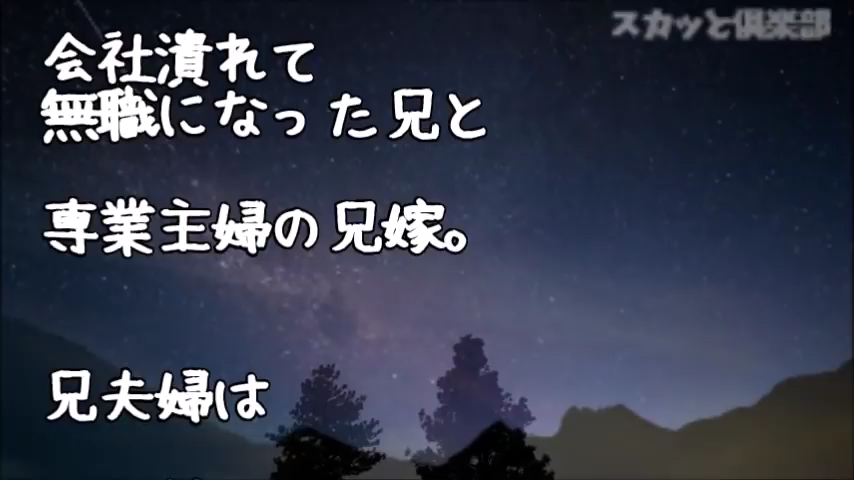 スカッと倶楽部
会社潰れて
無職になった兄と
専業主婦の兄嫁。
兄夫婦は